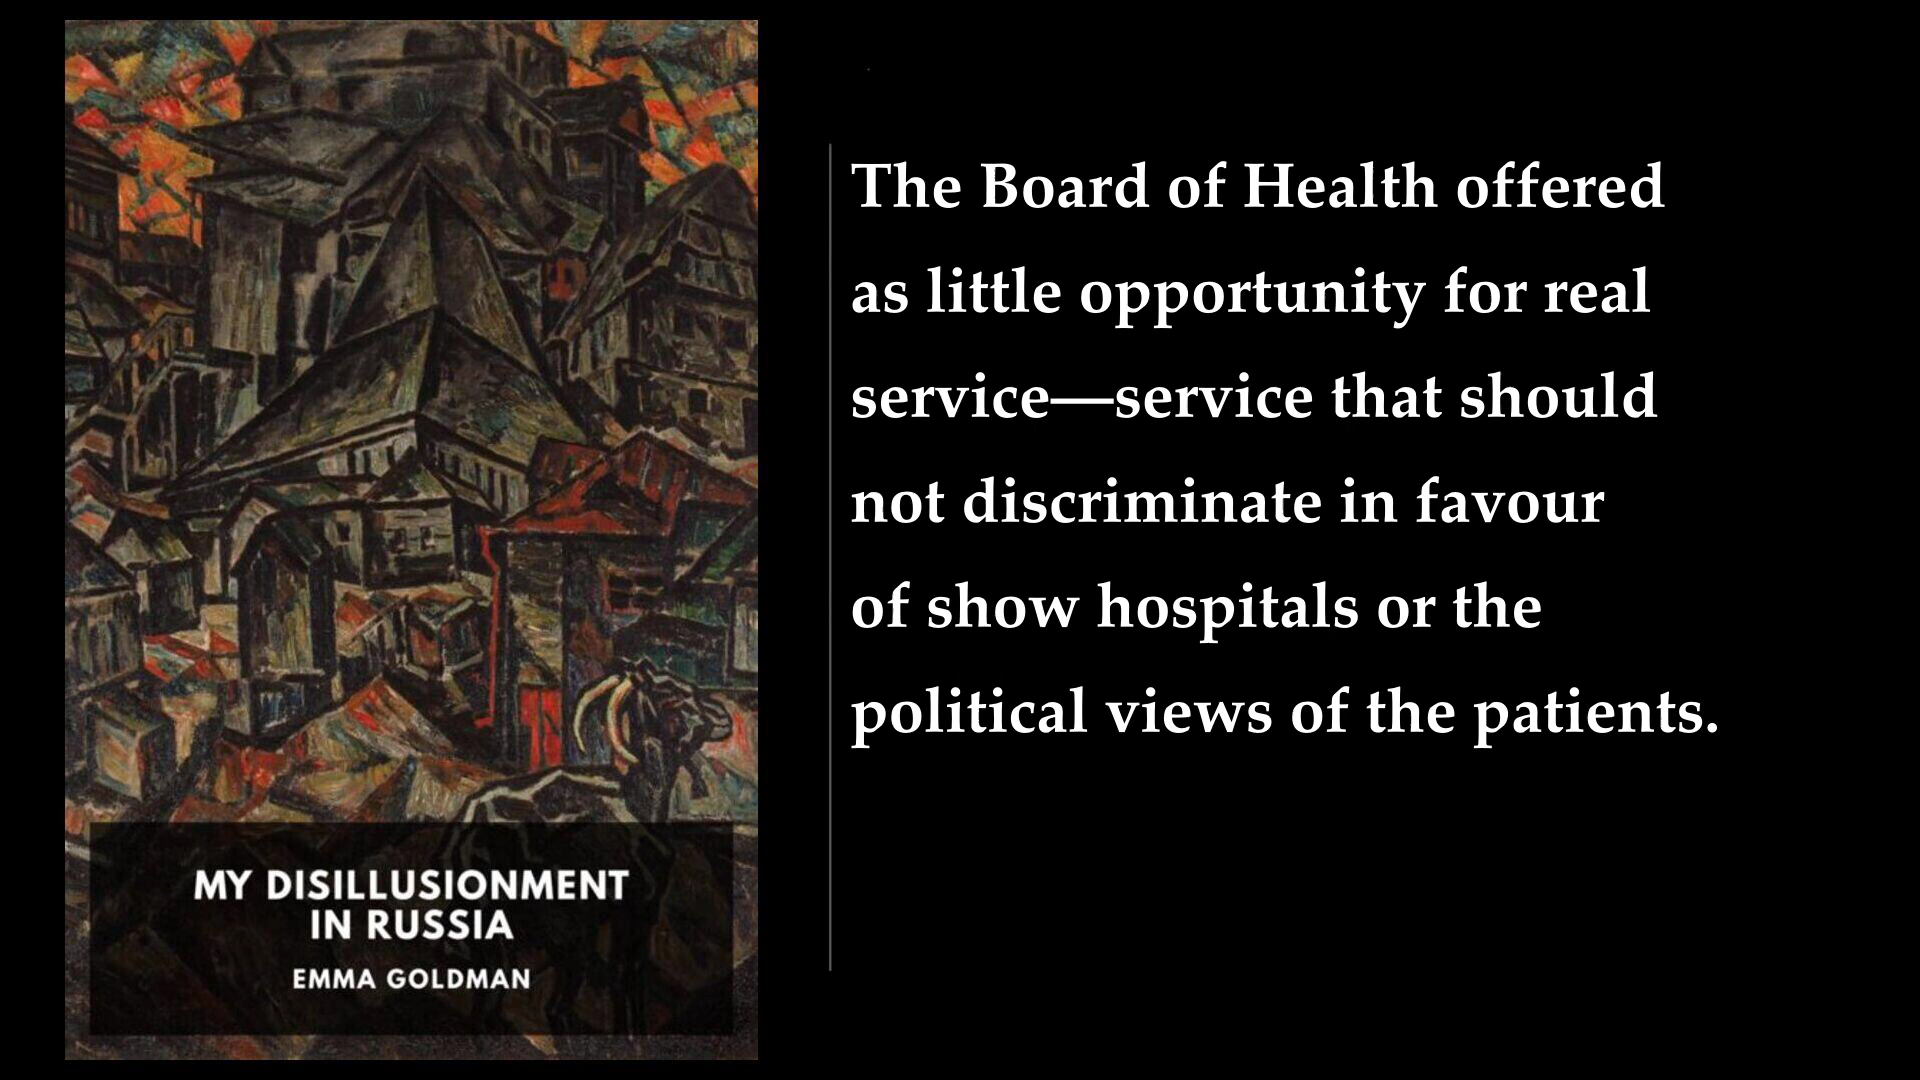 The Board of Health offered
as little opportunity for real
service—service that should
not discriminate in favour
of show hospitals or the
political views of the patients.
MY DISILLUSIONMENT
IN RUSSIA
EMMA GOLDMAN